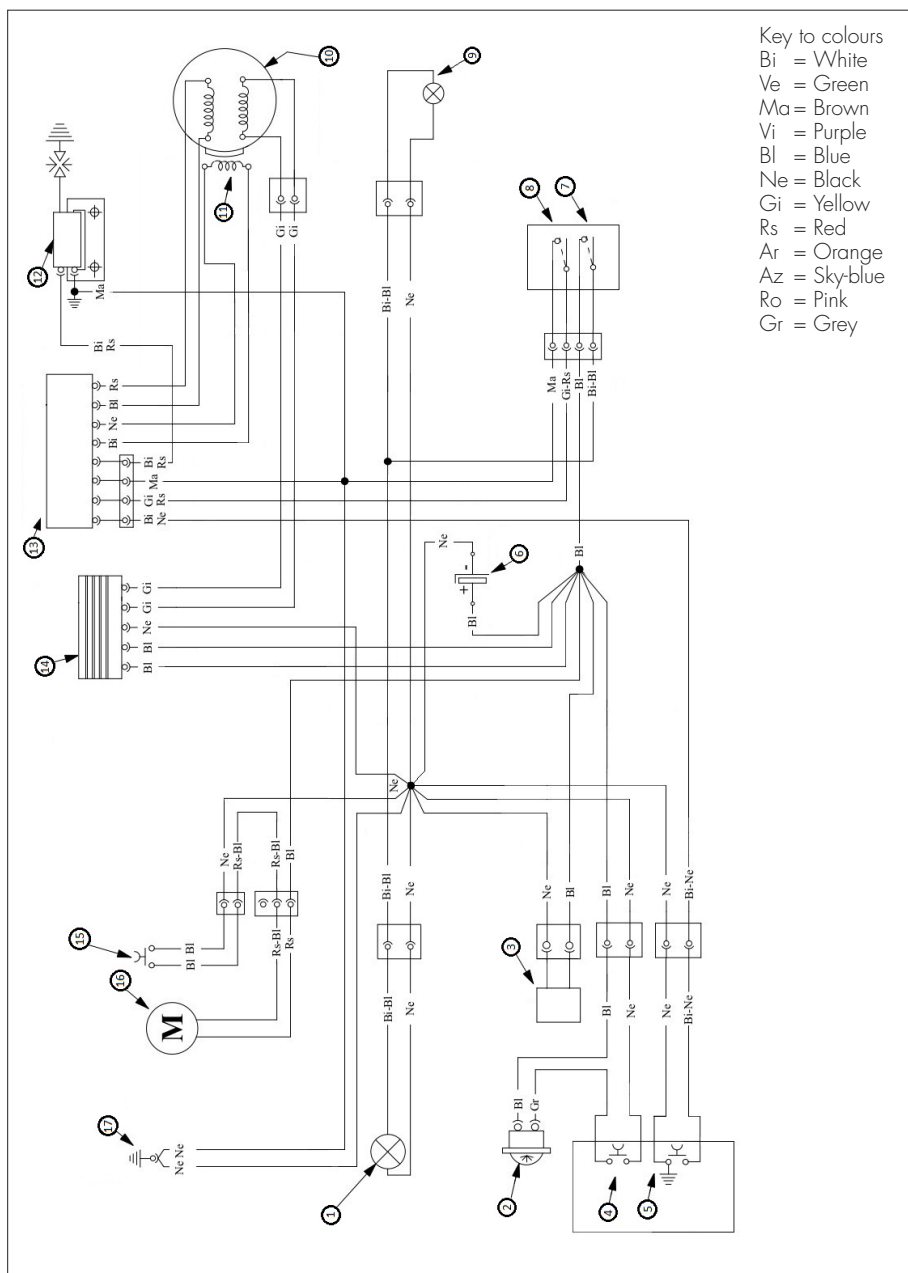 Key to colours
Bi = White
Ve = Green
Ma = Brown
Vi = Purple
Bl = Blue
Ne = Black
Gi = Yellow
Rs = Red
Ar = Orange
Az = Sky-blue
Ro = Pink
Gr = Grey
10
9
12
11
8
7
Gi
Gi
Ma
Bi-Bl
Ne
Bi
Rs
Rs
Bl
Ne
Bi
Bi Rs
Ma
Gi Rs
Bi Ne
Ma
Gi-Rs
Bl
Bi-Bl
13
Ne
-
+
Bl
6
Bl
14
Gi
Gi
Ne
Bl
Bl
Ne
Ne
Rs-Bl
Rs-Bl
Bl
15
Bl Bl
Rs-Bl
Rs
16
M
Bi-Bl
Ne
Bi-Bl
Ne
Ne
Bl
Bl
Ne
Ne
Bi-Ne
3
Bl
Ne
Ne
Bi-Ne
17
Ne Ne
1
Bl
Gr
2
4
5